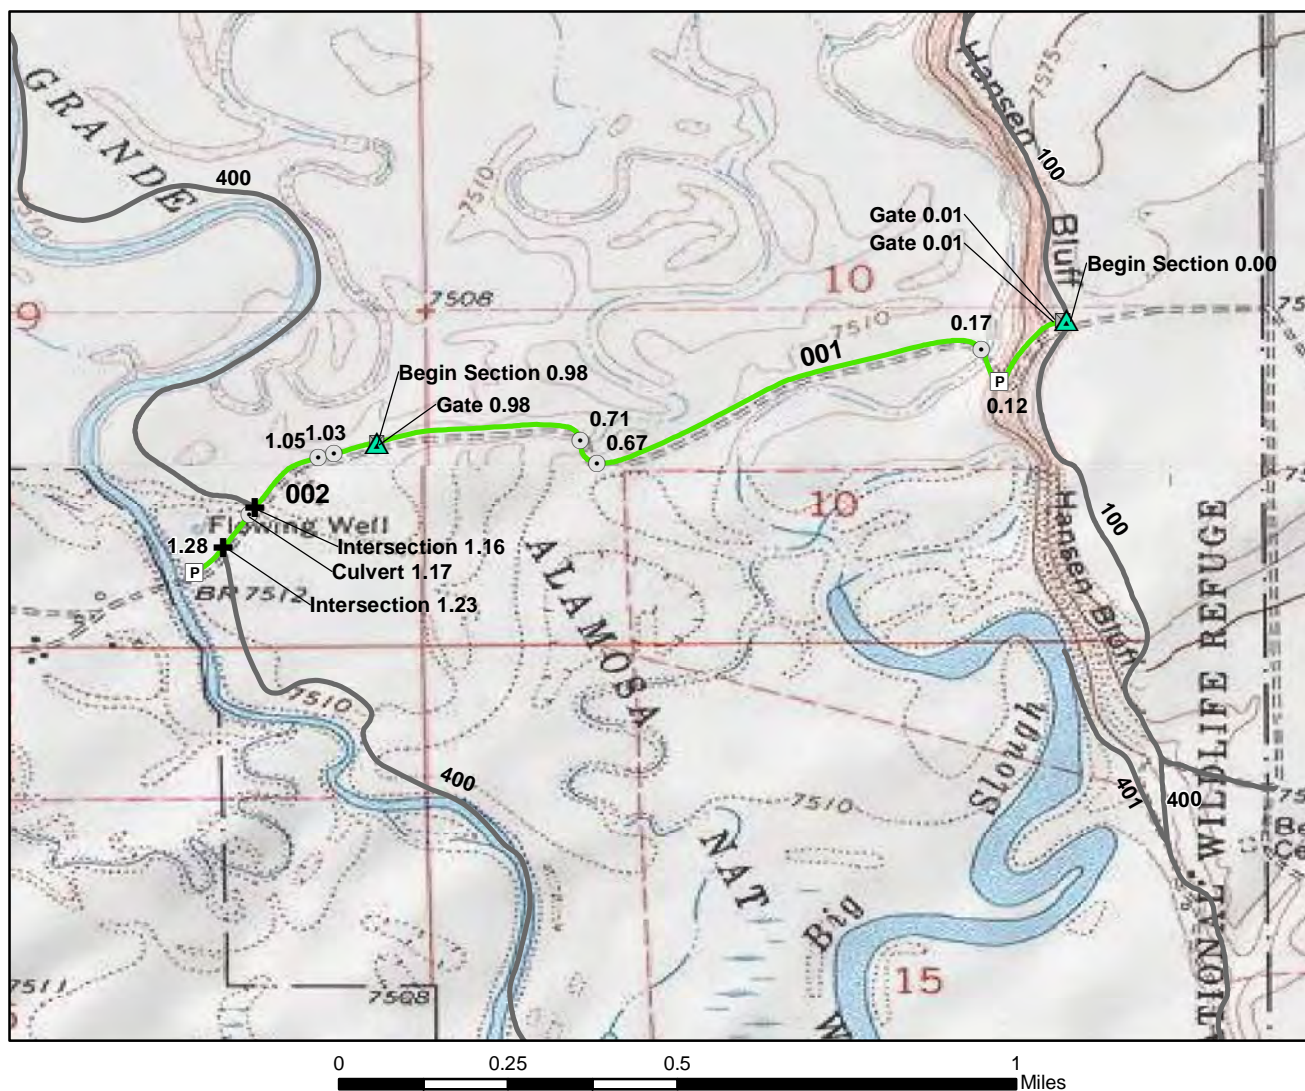 GRANDE
400
Hansen
Bluff
7575
100
7510
7510
Gate 0.01
Gate 0.01
Begin Section 0.00
10
9
7508
7510
0.17
001
P
0.12
Begin Section 0.98
Gate 0.98
0.71
0.67
1.05
1.03
002
Flowing Well
10
Hansen Bluff
100
1.28
Intersection 1.16
Culvert 1.17
Intersection 1.23
P
BR 7512
ALAMOSA
NAT
NATIONAL WILDLIFE REFUGE
7510
400
Big
Slough
7510
401
400
15
7511
7508
0
0.25
0.5
1
Miles